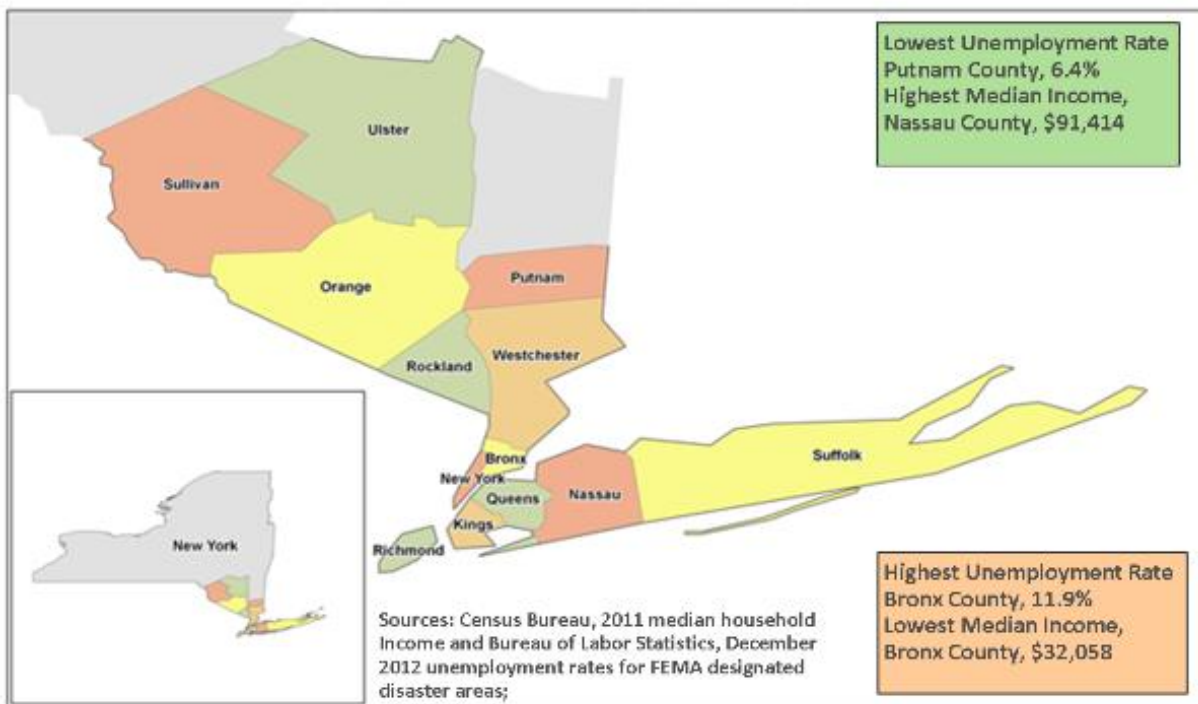 Lowest Unemployment Rate
Putnam County, 6.4%
Highest Median Income,
Nassau County, $91,414
Ulster
Sullivan
Orange
Putnam
Westchester
Rockland
Suffolk
Bronx
New York
Queens
Nassau
Kings
Richmond
New York
Sources: Census Bureau, 2011 median household
Income and Bureau of Labor Statistics, December
2012 unemployment rates for FEMA designated
disaster areas;
Highest Unemployment Rate
Bronx County, 11.9%
Lowest Median Income,
Bronx County, $32,058